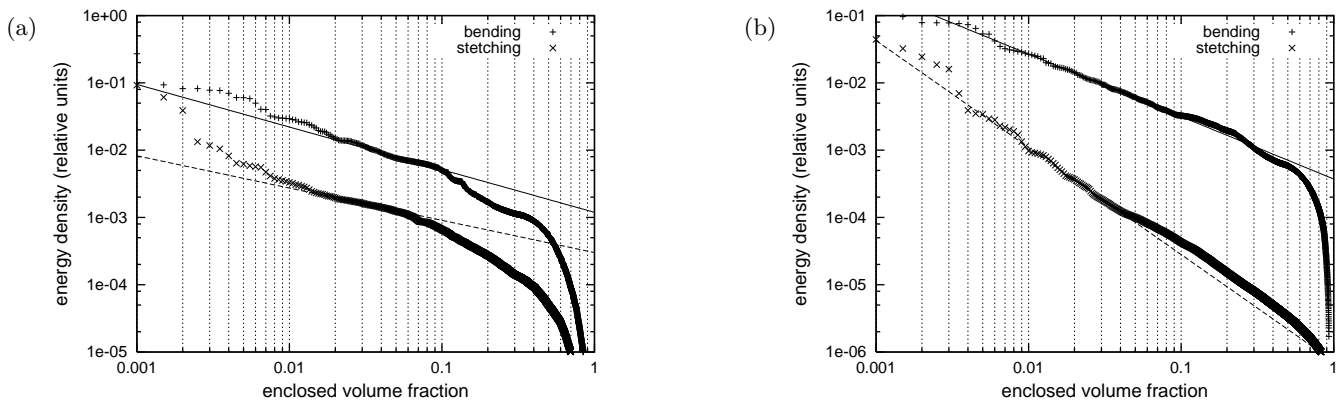 (a)
energy density (relative units)
1e+00
1e-01
1e-02
1e-03
1e-04
1e-05
0.001
0.01
0.1
1
enclosed volume fraction
bending +
stetching ×
(b)
energy density (relative units)
1e-01
1e-02
1e-03
1e-04
1e-05
1e-06
0.001
0.01
0.1
1
enclosed volume fraction
bending +
stetching ×